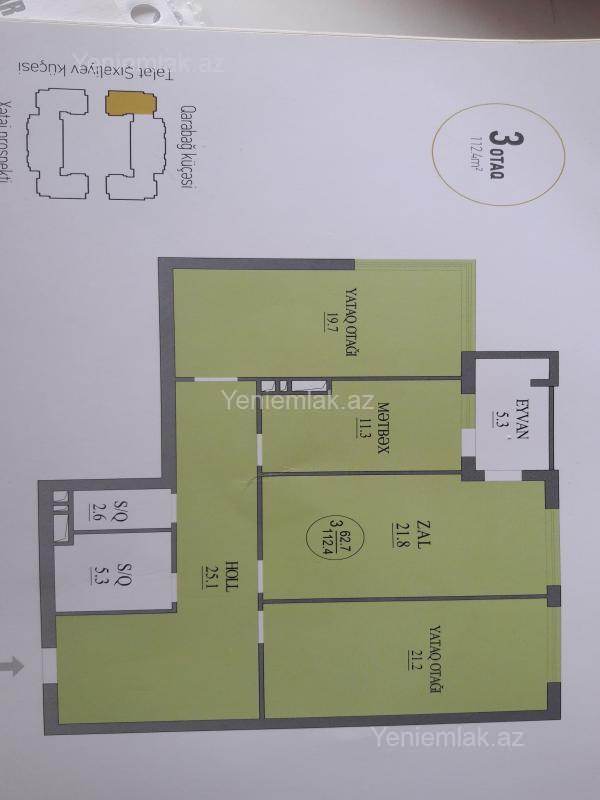 Yeniemlak.az
Talat Şıxəliyev küçəsi
Qarabağ küçəsi
Xətai prospekti
3 OTAQ
112.4m²
YATAQ OTAĞI
19.7
Yeniemlak.az
MƏTBƏX
11.3
EYVAN
5.3
S/Q
2.6
S/Q
5.3
HOLL
25.1
ZAL
21.8
3 62.7
112.4
YATAQ OTAĞI
21.2
Yeniemlak.az